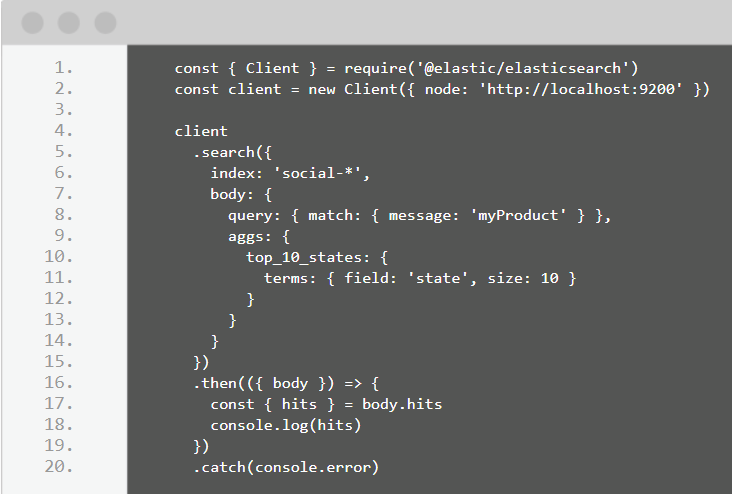 1. const { Client } = require('@elastic/elasticsearch')
2. const client = new Client({ node: 'http://localhost:9200' })
3.
4. client
5.   .search({
6.     index: 'social-*',
7.     body: {
8.       query: { match: { message: 'myProduct' } },
9.       aggs: {
10.         top_10_states: {
11.           terms: { field: 'state', size: 10 }
12.         }
13.       }
14.     }
15.   })
16.   .then(({ body }) => {
17.     const { hits } = body.hits
18.     console.log(hits)
19.   })
20.   .catch(console.error)